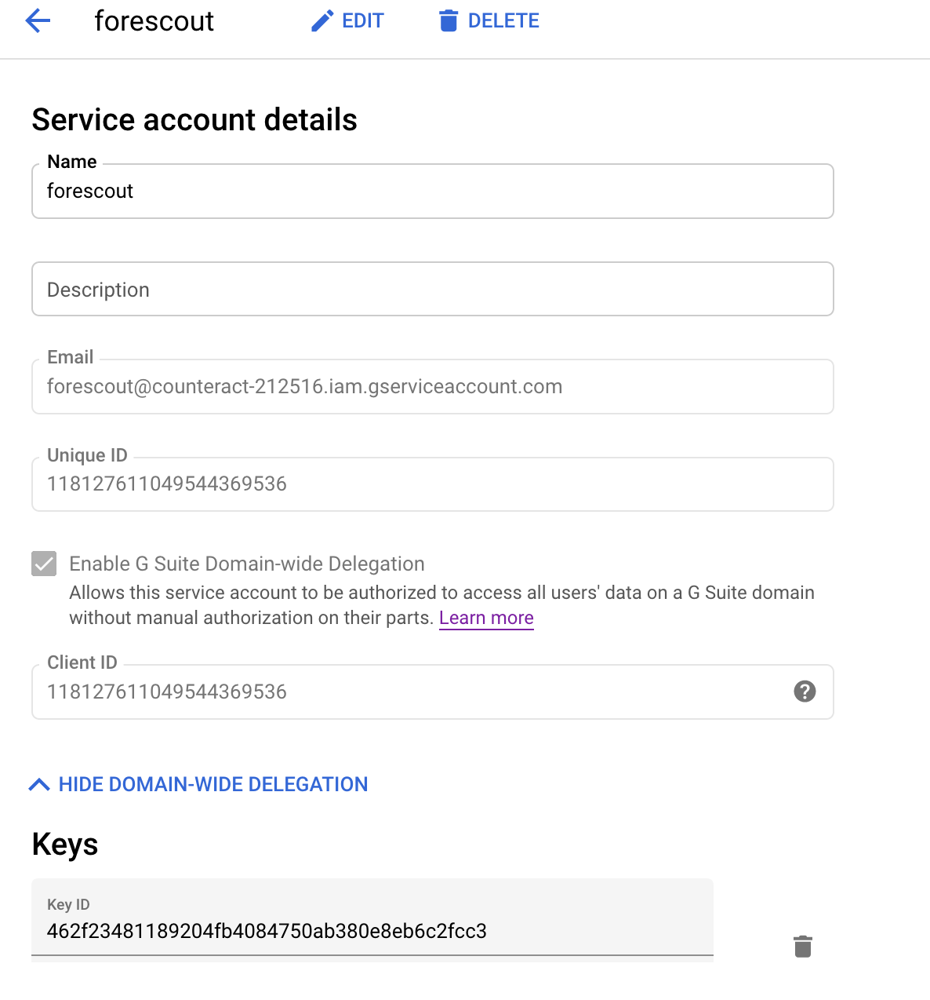 forescout
EDIT
DELETE
Service account details
Name
forescout
Description
Email
forescout@counteract-212516.iam.gserviceaccount.com
Unique ID
118127611049544369536
Enable G Suite Domain-wide Delegation
Allows this service account to be authorized to access all users' data on a G Suite domain
without manual authorization on their parts. Learn more
Client ID
118127611049544369536
HIDE DOMAIN-WIDE DELEGATION
Keys
Key ID
462f23481189204fb4084750ab380e8eb6c2fcc3